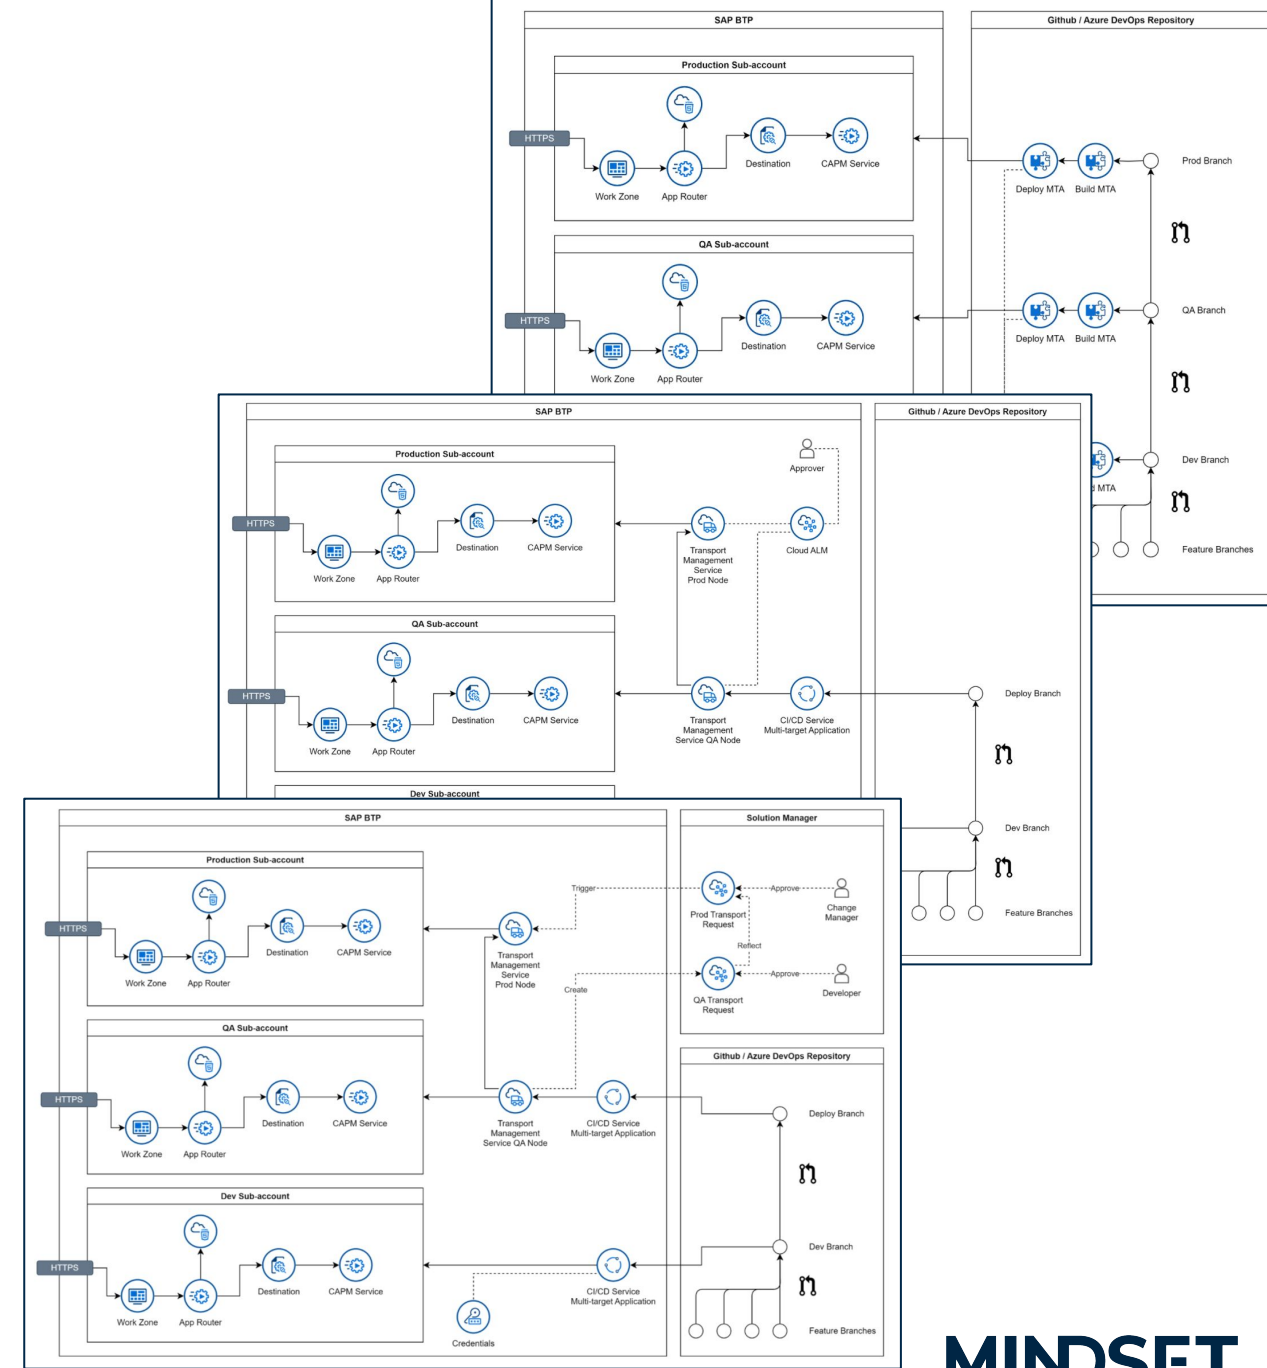 SAP BTP
Github / Azure DevOps Repository
Production Sub-account
HTTPS
Work Zone
App Router
Destination
CAPM Service
Deploy MTA
Build MTA
Prod Branch
QA Sub-account
HTTPS
Work Zone
App Router
Destination
CAPM Service
Deploy MTA
Build MTA
QA Branch
MTA
Dev Branch
Feature Branches
SAP BTP
Github / Azure DevOps Repository
Production Sub-account
Approver
HTTPS
Work Zone
App Router
Destination
CAPM Service
Transport
Management
Service
Prod Node
Cloud ALM
QA Sub-account
HTTPS
Work Zone
App Router
Destination
CAPM Service
Transport
Management
Service QA Node
CI/CD Service
Multi-target Application
Deploy Branch
Dev Sub-account
Dev Branch
Feature Branches
SAP BTP
Solution Manager
Production Sub-account
HTTPS
Work Zone
App Router
Destination
CAPM Service
Transport
Management
Service
Prod Node
Trigger
Prod Transport
Request
Approve
Change
Manager
Reflect
Create
QA Transport
Request
Approve
Developer
QA Sub-account
HTTPS
Work Zone
App Router
Destination
CAPM Service
Transport
Management
Service QA Node
CI/CD Service
Multi-target Application
Github / Azure DevOps Repository
Deploy Branch
Dev Sub-account
HTTPS
Work Zone
App Router
Destination
CAPM Service
Credentials
CI/CD Service
Multi-target Application
Dev Branch
Feature Branches
MINDSET